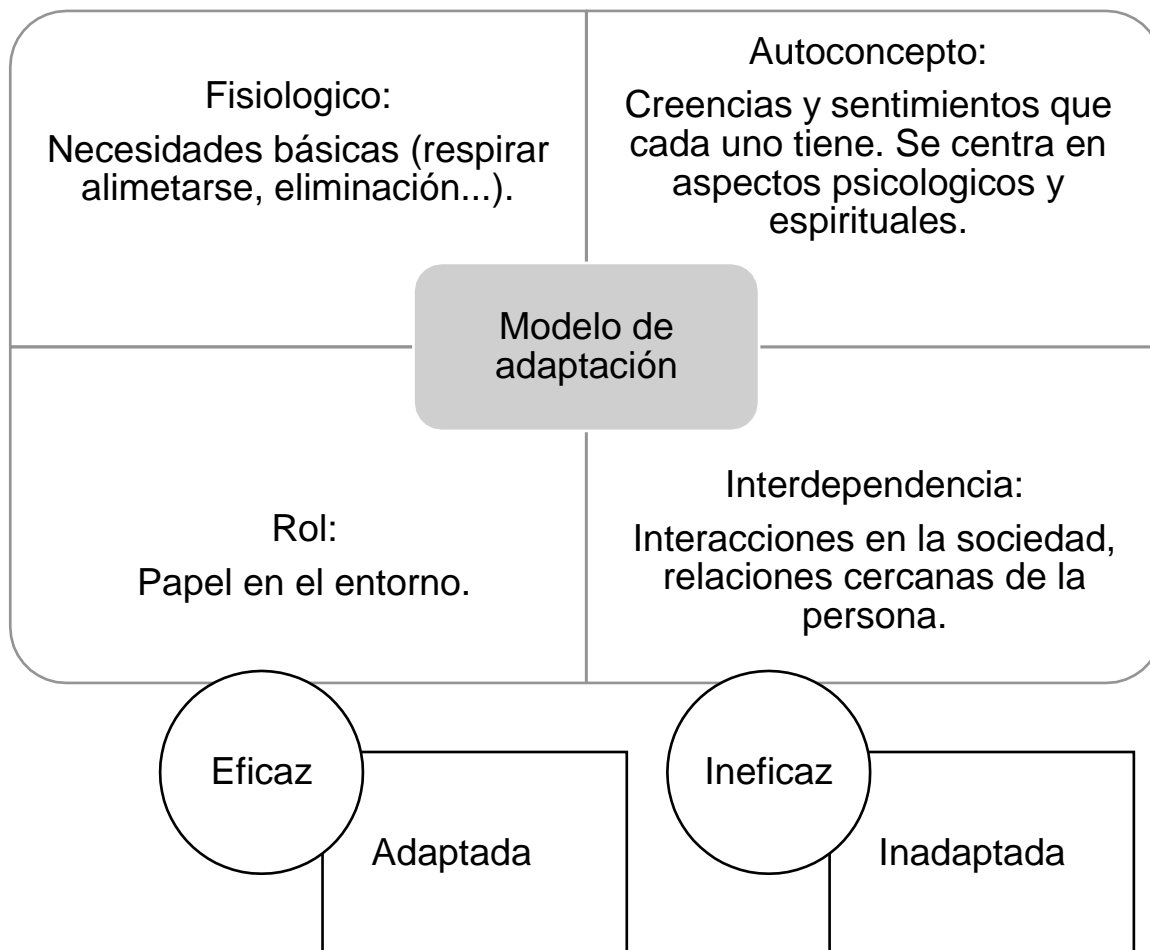 Fisiologico:
Necesidades básicas (respirar
alimetarse, eliminación...).
Autoconcepto:
Creencias y sentimientos que
cada uno tiene. Se centra en
aspectos psicologicos y
espirituales.
Modelo de
adaptación
Rol:
Papel en el entorno.
Interdependencia:
Interacciones en la sociedad,
relaciones cercanas de la
persona.
Eficaz
Adaptada
Ineficaz
Inadaptada